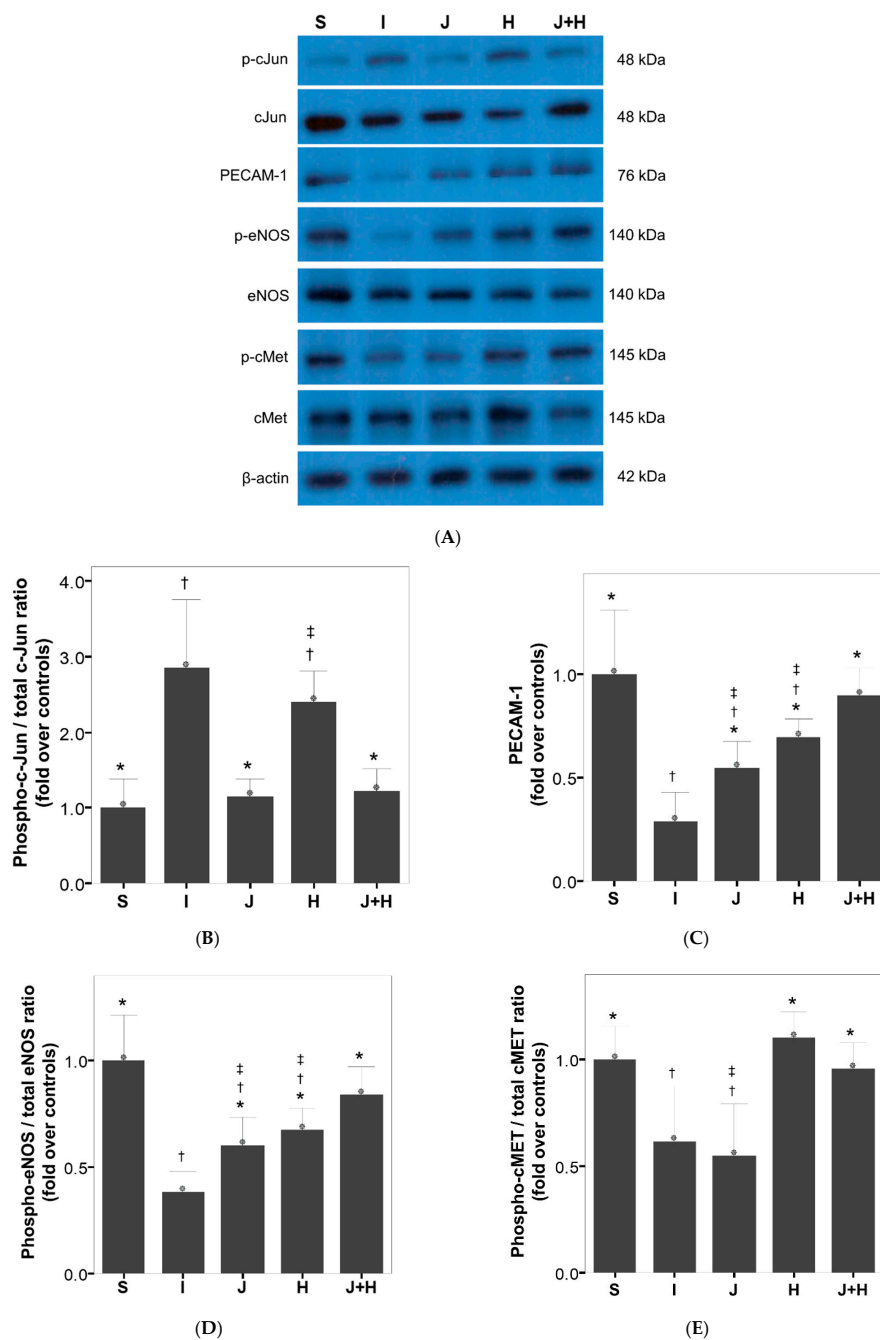 S I J H J+H
p-cJun 48 kDa
cJun 48 kDa
PECAM-1 76 kDa
p-eNOS 140 kDa
eNOS 140 kDa
p-cMet 145 kDa
cMet 145 kDa
β-actin 42 kDa
(A)
Phospho-c-Jun / total c-Jun ratio
(fold over controls)
4.0
3.0
2.0
1.0
0.0
* † * ‡ † *
S I J H J+H
(B)
PECAM-1
(fold over controls)
1.0
0.5
0.0
* † ‡ † * ‡ † * *
S I J H J+H
(C)
Phospho-eNOS / total eNOS ratio
(fold over controls)
1.0
0.5
0.0
* † ‡ † * ‡ † * *
S I J H J+H
(D)
Phospho-cMET / total cMET ratio
(fold over controls)
1.0
0.5
0.0
* † ‡ † * *
S I J H J+H
(E)